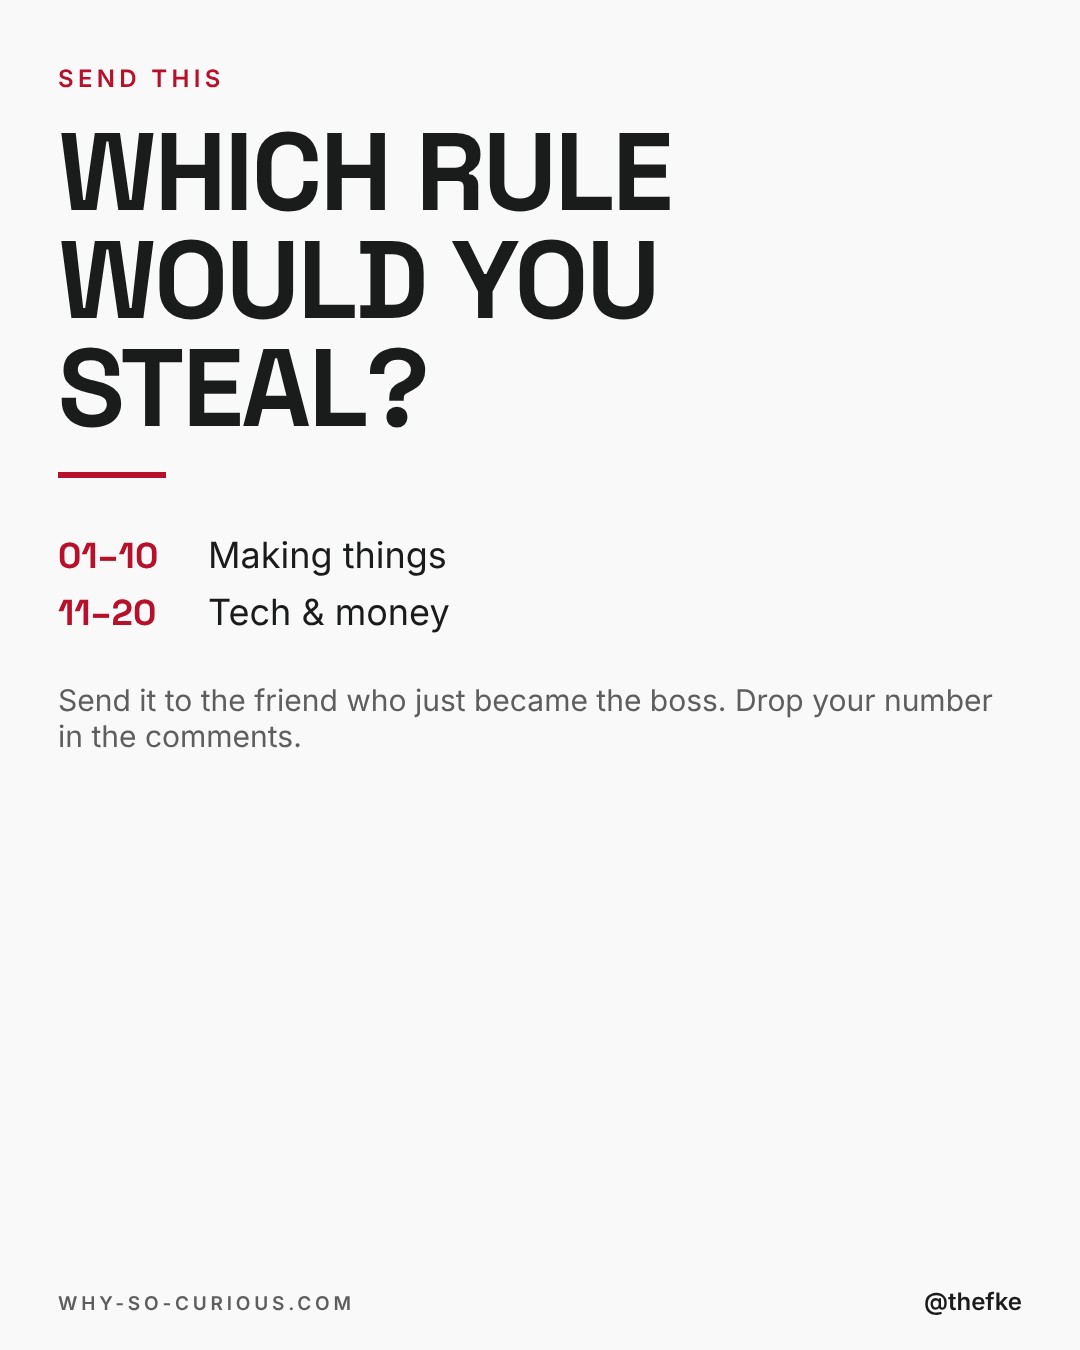 SEND THIS
WHICH RULE
WOULD YOU
STEAL?
01–10 Making things
11–20 Tech & money
Send it to the friend who just became the boss. Drop your number
in the comments.
WHY-SO-CURIOUS.COM
@thefke